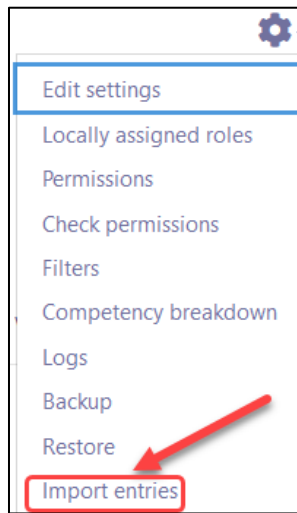 Edit settings
Locally assigned roles
Permissions
Check permissions
Filters
Competency breakdown
Logs
Backup
Restore
Import entries